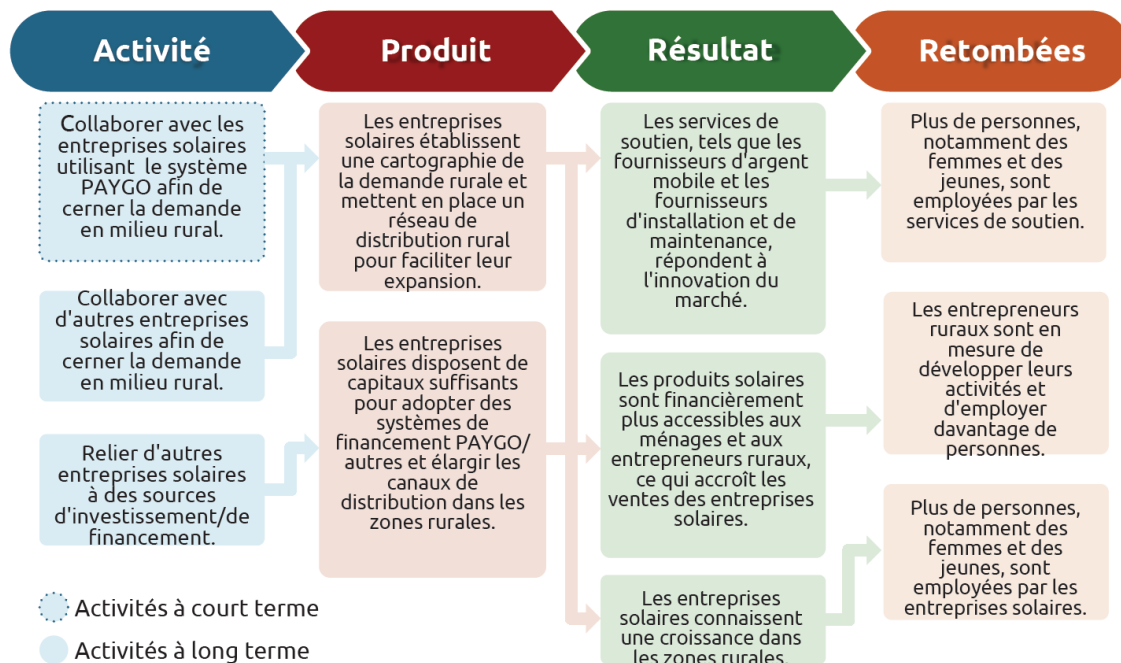 Activité
Produit
Résultat
Retombées
Collaborer avec les
entreprises solaires
utilisant le système
PAYGO afin de
cerner la demande
en milieu rural.
Collaborer avec
d'autres entreprises
solaires afin de
cerner la demande
en milieu rural.
Relier d'autres
entreprises solaires
à des sources
d'investissement/de
financement.
Activités à court terme
Activités à long terme
Les entreprises
solaires établissent
une cartographie de
la demande rurale et
mettent en place un
réseau de
distribution rural
pour faciliter leur
expansion.
Les entreprises
solaires disposent de
capitaux suffisants
pour adopter des
systèmes de
financement PAYGO/
autres et élargir les
canaux de
distribution dans les
zones rurales.
Les services de
soutien, tels que les
fournisseurs d'argent
mobile et les
fournisseurs
d'installation et de
maintenance,
répondent à
l'innovation du
marché.
Les produits solaires
sont financièrement
plus accessibles aux
ménages et aux
entrepreneurs ruraux,
ce qui accroît les
ventes des entreprises
solaires.
Les entreprises
solaires connaissent
une croissance dans
les zones rurales.
Plus de personnes,
notamment des
femmes et des
jeunes, sont
employées par les
services de soutien.
Les entrepreneurs
ruraux sont en
mesure de
développer leurs
activités et
d'employer
davantage de
personnes.
Plus de personnes,
notamment des
femmes et des
jeunes, sont
employées par les
entreprises solaires.